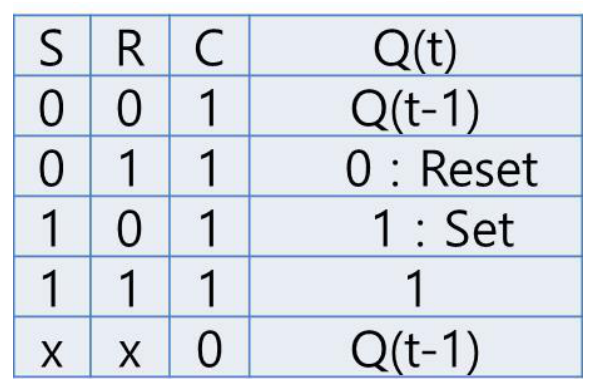 S R C Q(t)
0 0 1 Q(t-1)
0 1 1 0 : Reset
1 0 1 1 : Set
1 1 1 1
x x 0 Q(t-1)